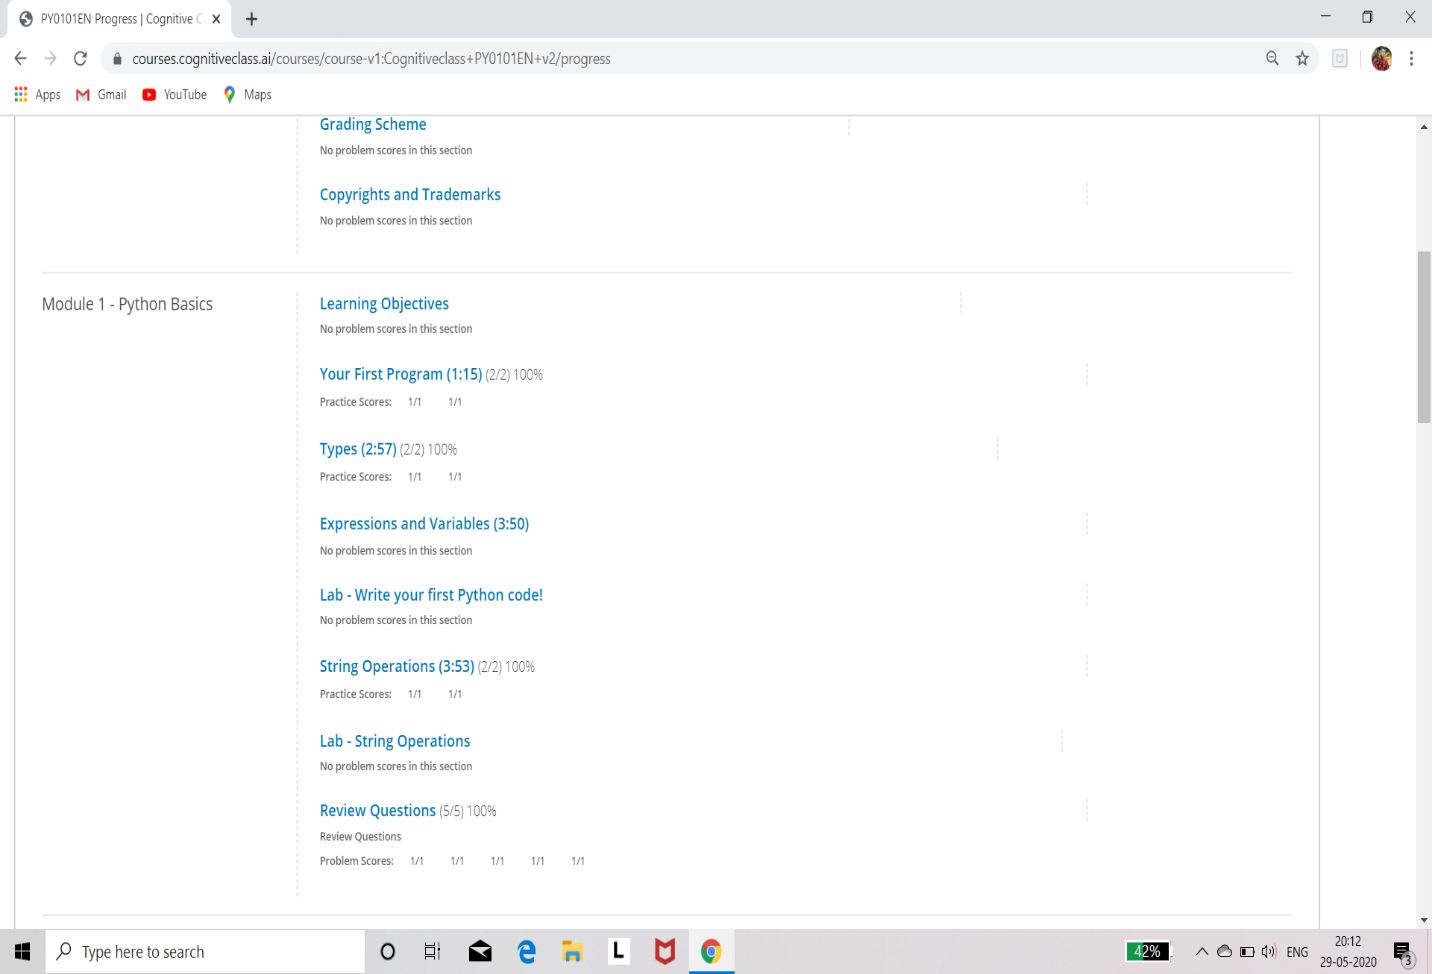 PY0101EN Progress | Cognitive C
courses.cognitiveclass.ai/courses/course-v1:Cognitiveclass+PY0101EN+v2/progress
Apps Gmail YouTube Maps
Grading Scheme
No problem scores in this section
Copyrights and Trademarks
No problem scores in this section
Module 1 - Python Basics
Learning Objectives
No problem scores in this section
Your First Program (1:15) (2/2) 100%
Practice Scores: 1/1 1/1
Types (2:57) (2/2) 100%
Practice Scores: 1/1 1/1
Expressions and Variables (3:50)
No problem scores in this section
Lab - Write your first Python code!
No problem scores in this section
String Operations (3:53) (2/2) 100%
Practice Scores: 1/1 1/1
Lab - String Operations
No problem scores in this section
Review Questions (5/5) 100%
Review Questions
Problem Scores: 1/1 1/1 1/1 1/1 1/1
Type here to search
L
42%
ENG
20:12
29-05-2020
3